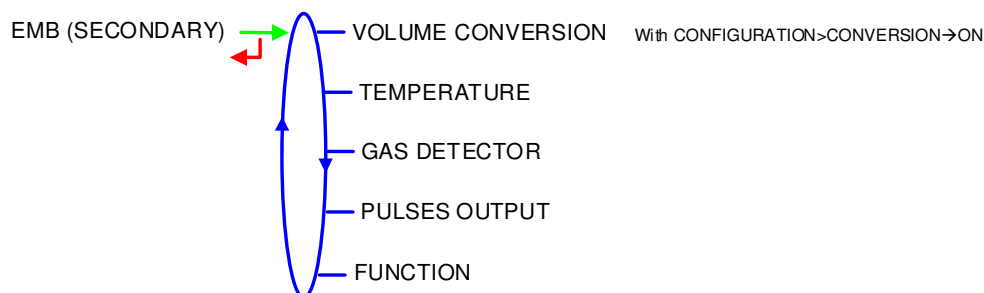 EMB (SECONDARY)
VOLUME CONVERSION With CONFIGURATION>CONVERSION→ON
TEMPERATURE
GAS DETECTOR
PULSES OUTPUT
FUNCTION